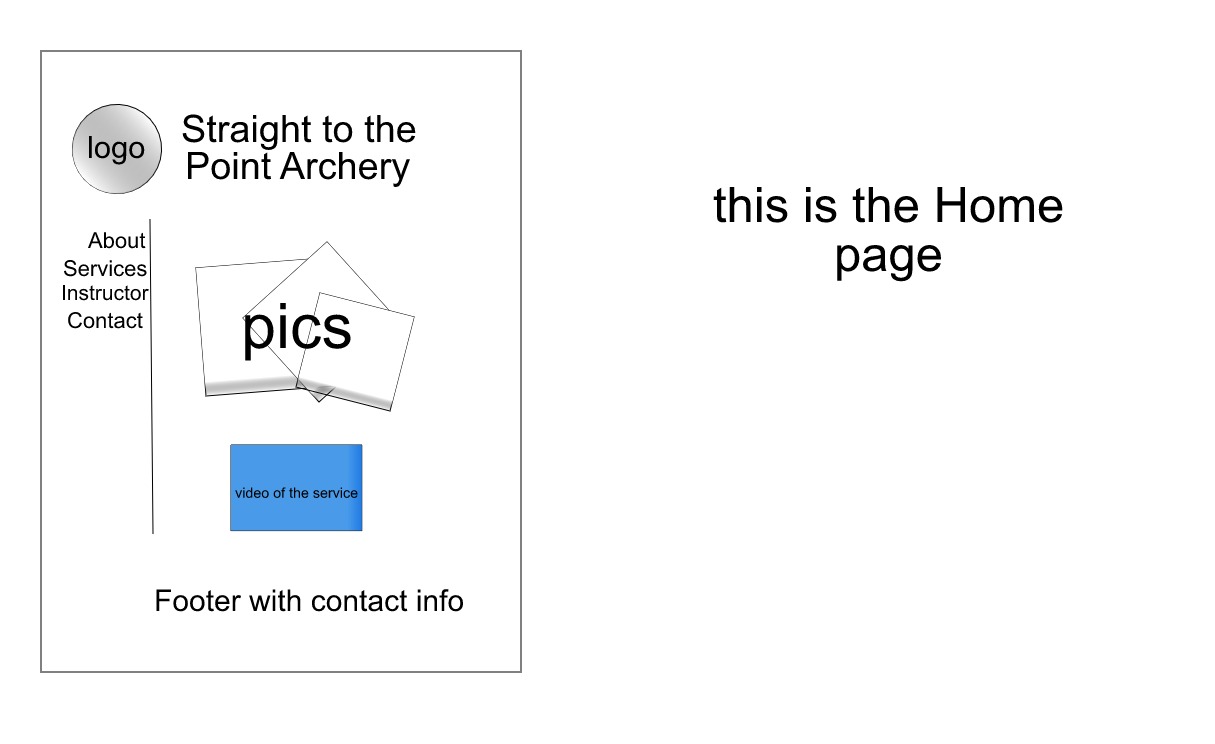 logo
Straight to the
Point Archery
About
Services
Instructor
Contact
pics
video of the service
Footer with contact info
this is the Home
page